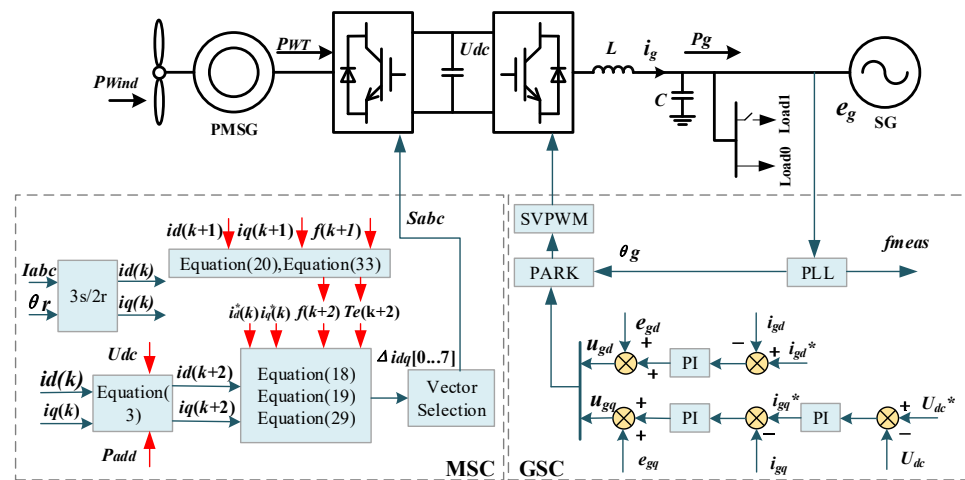 PWind
PMSG
PWT
Udc
L
ig
Pg
C
Load1
Load0
eg
SG
Sabc
id(k+1) iq(k+1) f(k+1)
Equation(20),Equation(33)
Iabc
θr
3s/2r
id(k)
iq(k)
i*d(k) i*q(k) f(k+2) Te(k+2)
Udc
id(k)
iq(k)
Equation(
3)
Padd
id(k+2)
iq(k+2)
Equation(18)
Equation(19)
Equation(29)
Δidq[0...7]
Vector
Selection
MSC
SVPWM
PARK
θg
PLL
fmeas
ugd
egd
+
+
PI
−
igd
+
igd*
ugq
+
+
egq
PI
igq*
−
igq
PI
+
Udc*
−
Udc
GSC